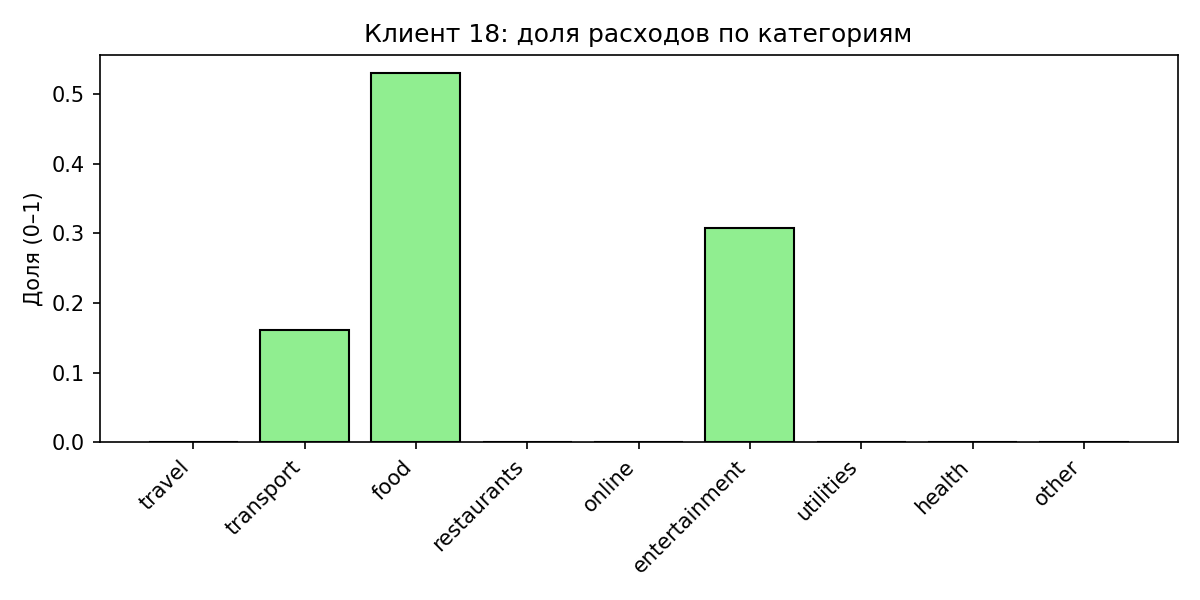 Клиент 18: доля расходов по категориям
Доля (0–1)
0.5
0.4
0.3
0.2
0.1
0.0
travel
transport
food
restaurants
online
entertainment
utilities
health
other